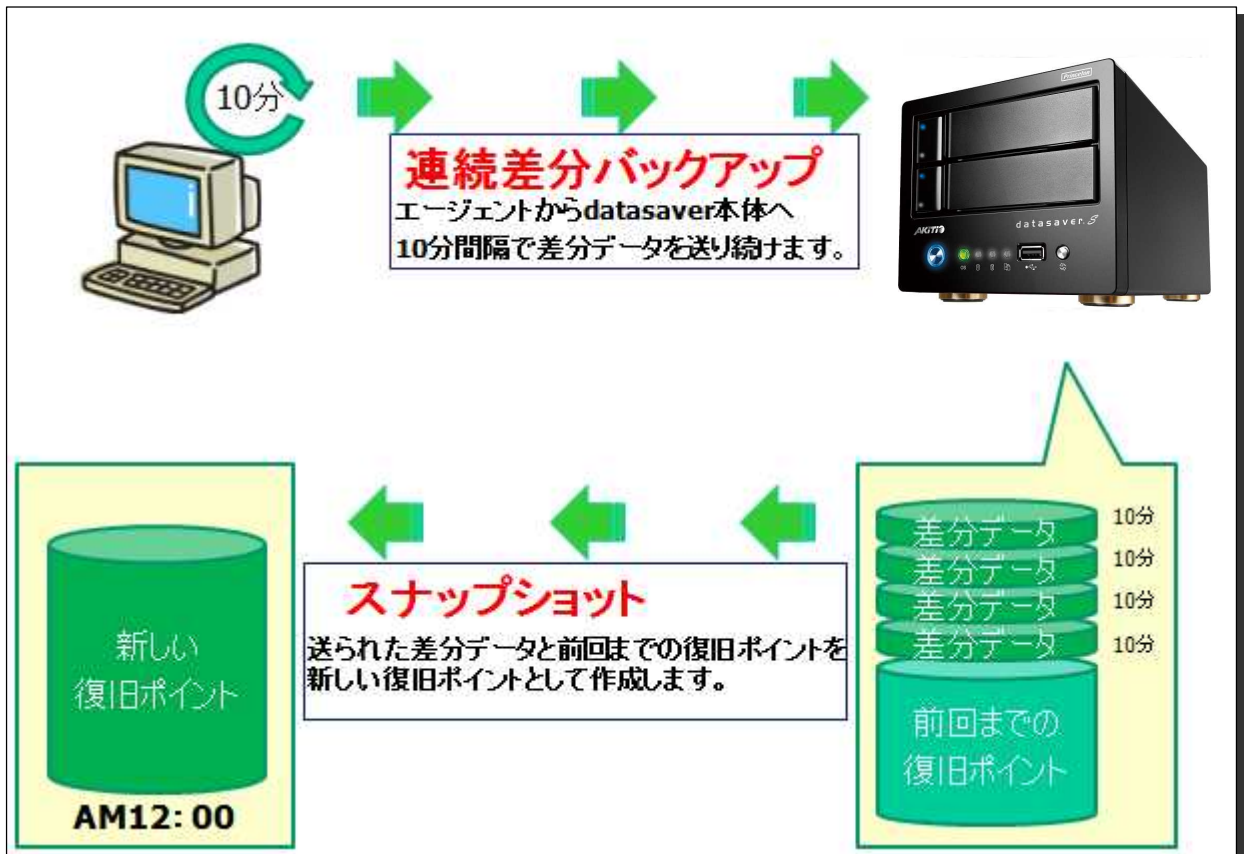 10分
連続差分バックアップ
エージェントからdatasaver本体へ
10分間隔で差分データを送り続けます。
Princeton
datasaver.S
AKiTiO
差分データ 10分
差分データ 10分
差分データ 10分
差分データ 10分
前回までの
復旧ポイント
スナップショット
送られた差分データと前回までの復旧ポイントを
新しい復旧ポイントとして作成します。
新しい
復旧ポイント
AM12:00